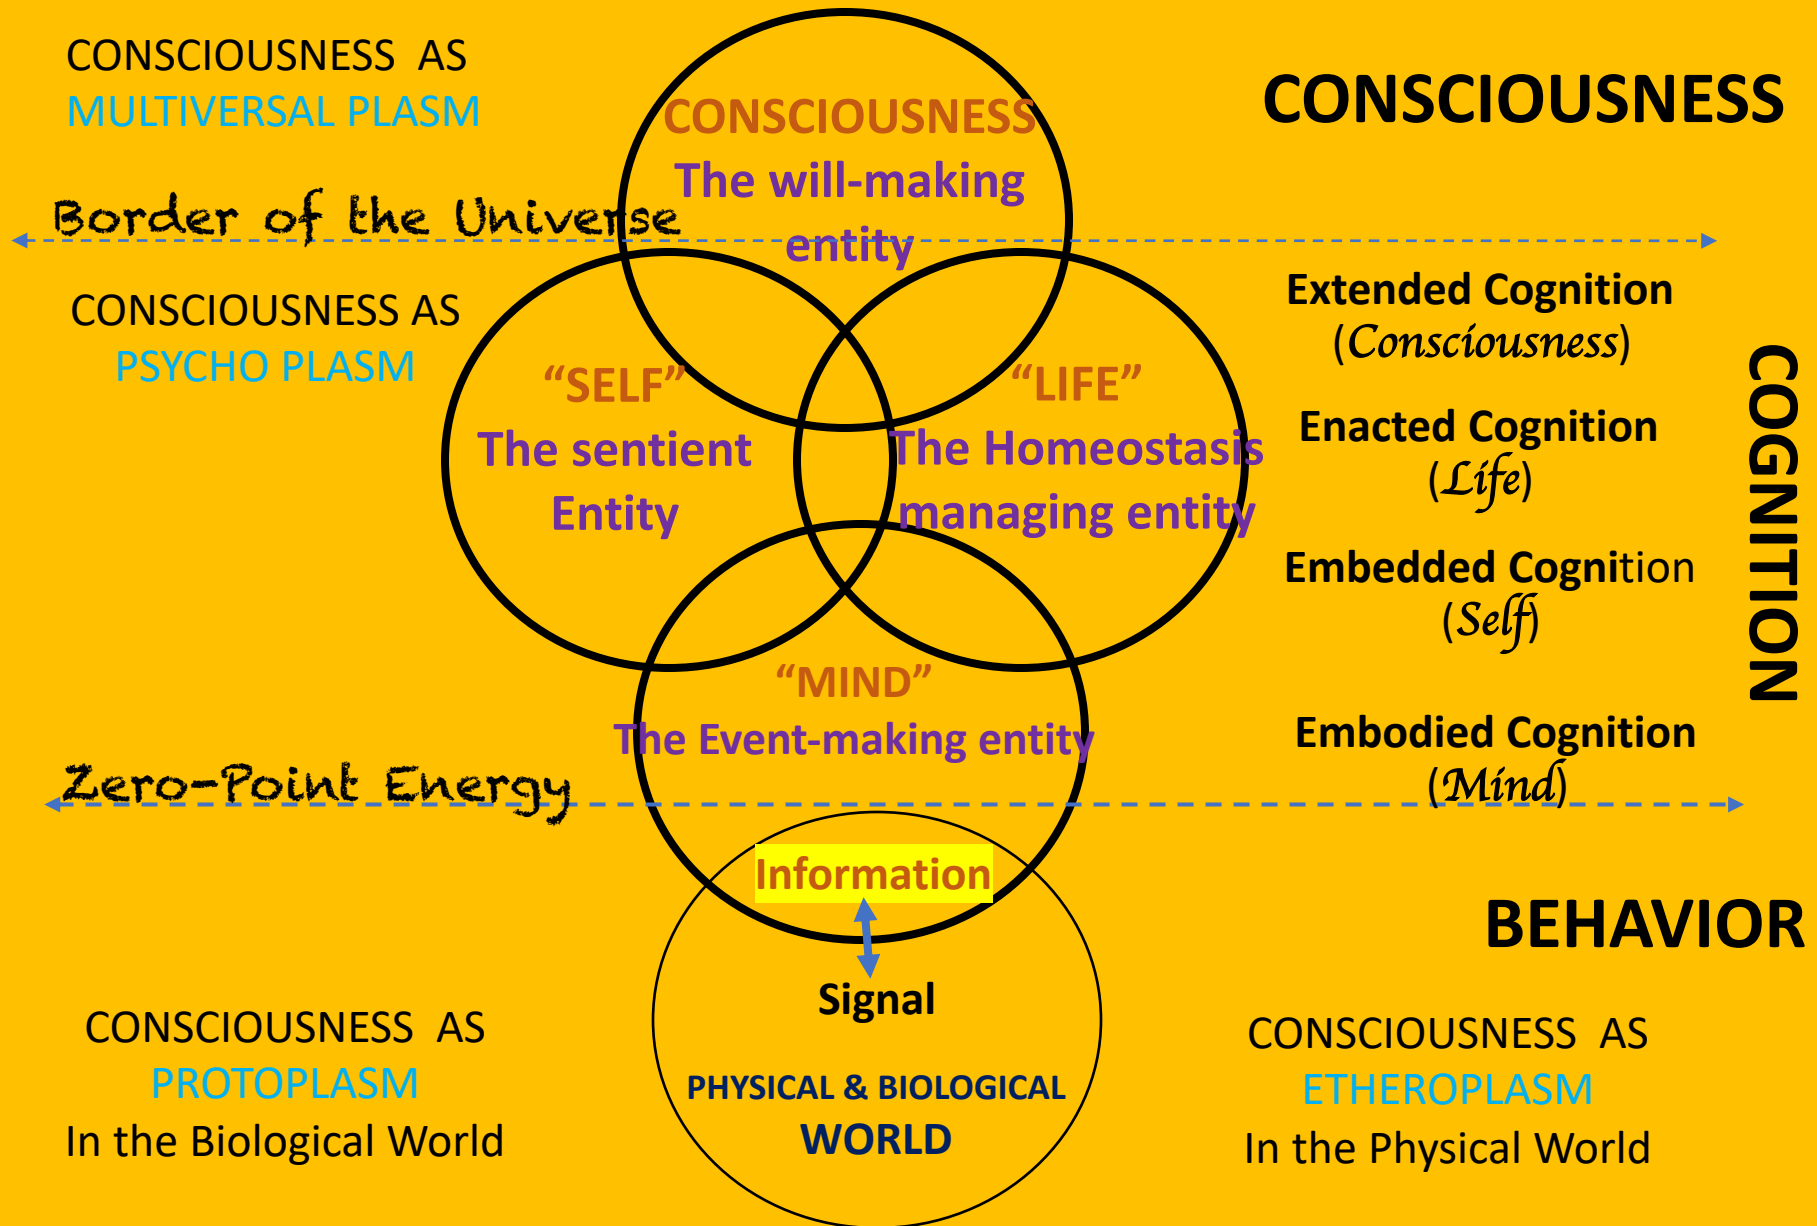 CONSCIOUSNESS AS
MULTIVERSAL PLASM
CONSCIOUSNESS
The will-making
entity
CONSCIOUSNESS
Border of the Universe
CONSCIOUSNESS AS
PSYCHO PLASM
“SELF”
The sentient
Entity
“LIFE”
The Homeostasis
managing entity
Extended Cognition
(Consciousness)
Enacted Cognition
(Life)
Embedded Cognition
(Self)
Embodied Cognition
(Mind)
COGNITION
“MIND”
The Event-making entity
Zero-Point Energy
Information
Signal
PHYSICAL & BIOLOGICAL
WORLD
BEHAVIOR
CONSCIOUSNESS AS
PROTOPLASM
In the Biological World
CONSCIOUSNESS AS
ETHEROPLASM
In the Physical World